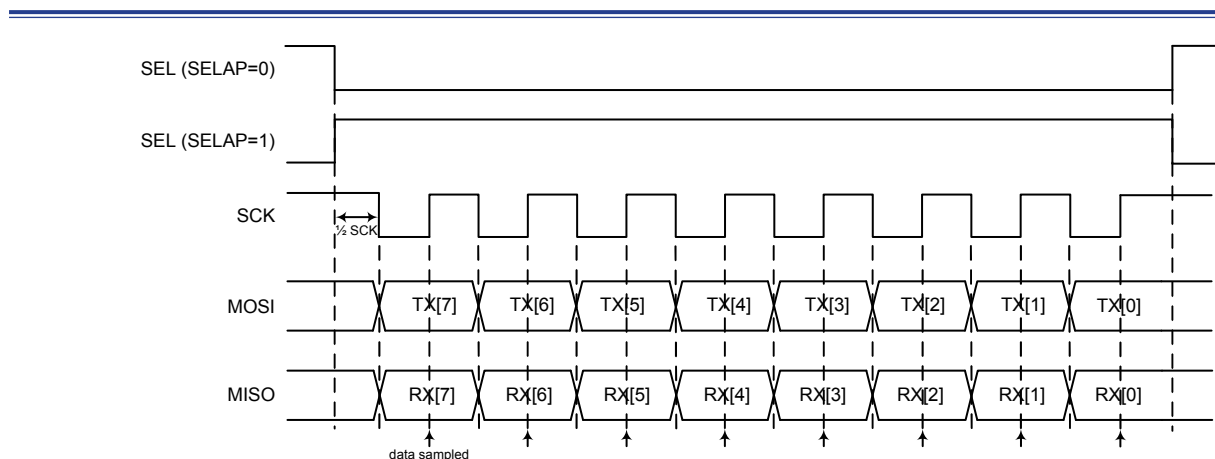 SEL (SELAP=0)
SEL (SELAP=1)
SCK
½ SCK
MOSI
TX[7] TX[6] TX[5] TX[4] TX[3] TX[2] TX[1] TX[0]
MISO
RX[7] RX[6] RX[5] RX[4] RX[3] RX[2] RX[1] RX[0]
data sampled